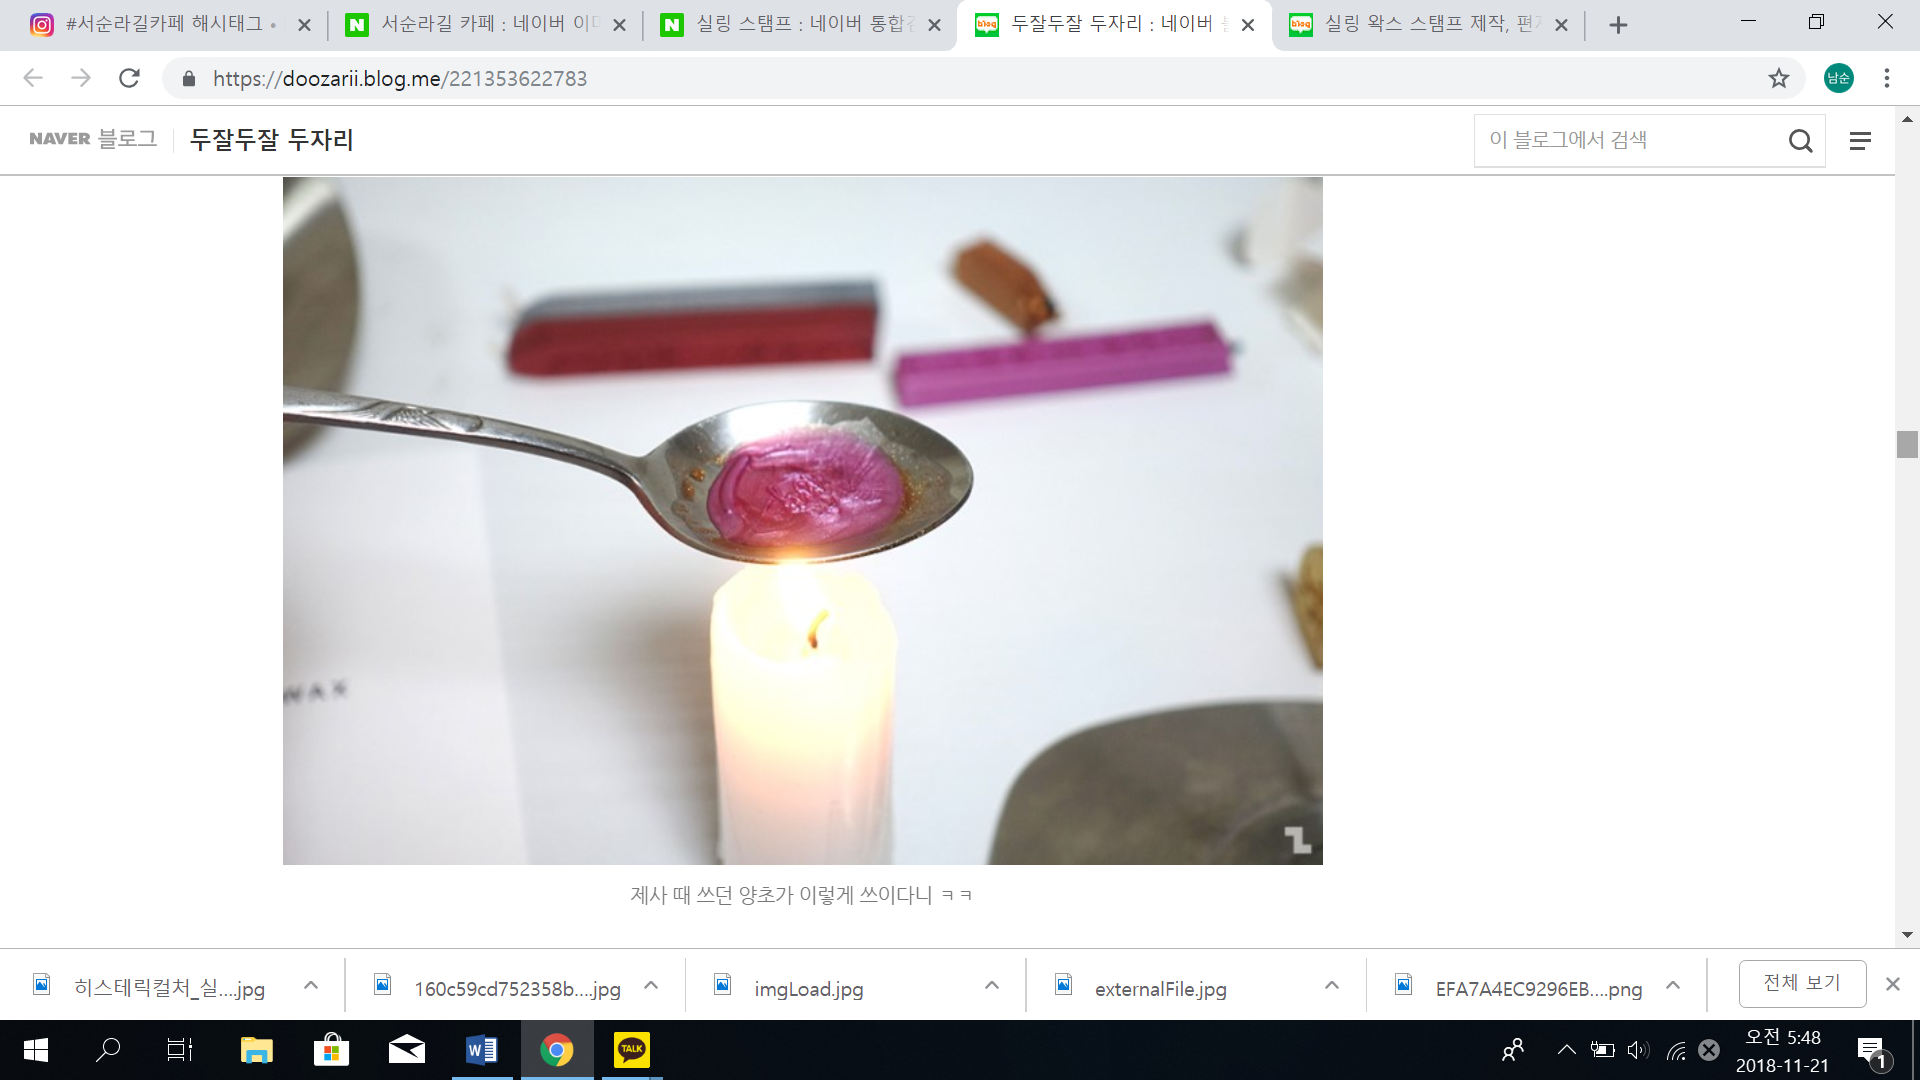 #서순라길카페 해시태그 •
서순라길 카페 : 네이버
실링 스탬프 : 네이버 통합
두잘두잘 두자리 : 네이버
실링 왁스 스탬프 제작,
https://doozarii.blog.me/221353622783
남순
NAVER 블로그
두잘두잘 두자리
이 블로그에서 검색
WAX
제사 때 쓰던 양초가 이렇게 쓰이다니 ㅋㅋ
히스테릭컬처_실....jpg
160c59cd752358b....jpg
imgLoad.jpg
externalFile.jpg
EFA7A4EC9296EB....png
전체 보기
TALK
오전 5:48
2018-11-21
1